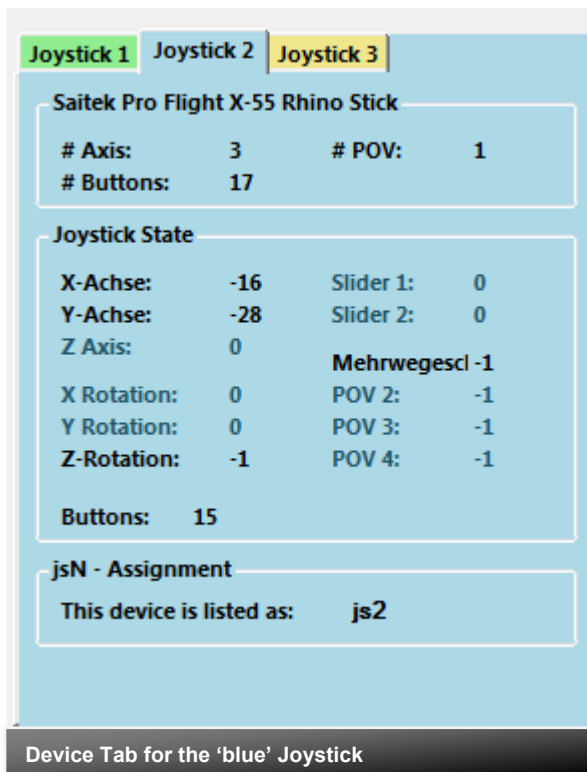 Joystick 1 Joystick 2 Joystick 3
Saitek Pro Flight X-55 Rhino Stick
# Axis: 3 # POV: 1
# Buttons: 17
Joystick State
X-Achse: -16 Slider 1: 0
Y-Achse: -28 Slider 2: 0
Z Axis: 0
Mehrwegescl -1
X Rotation: 0 POV 2: -1
Y Rotation: 0 POV 3: -1
Z-Rotation: -1 POV 4: -1
Buttons: 15
jsN - Assignment
This device is listed as: js2
Device Tab for the ‘blue’ Joystick